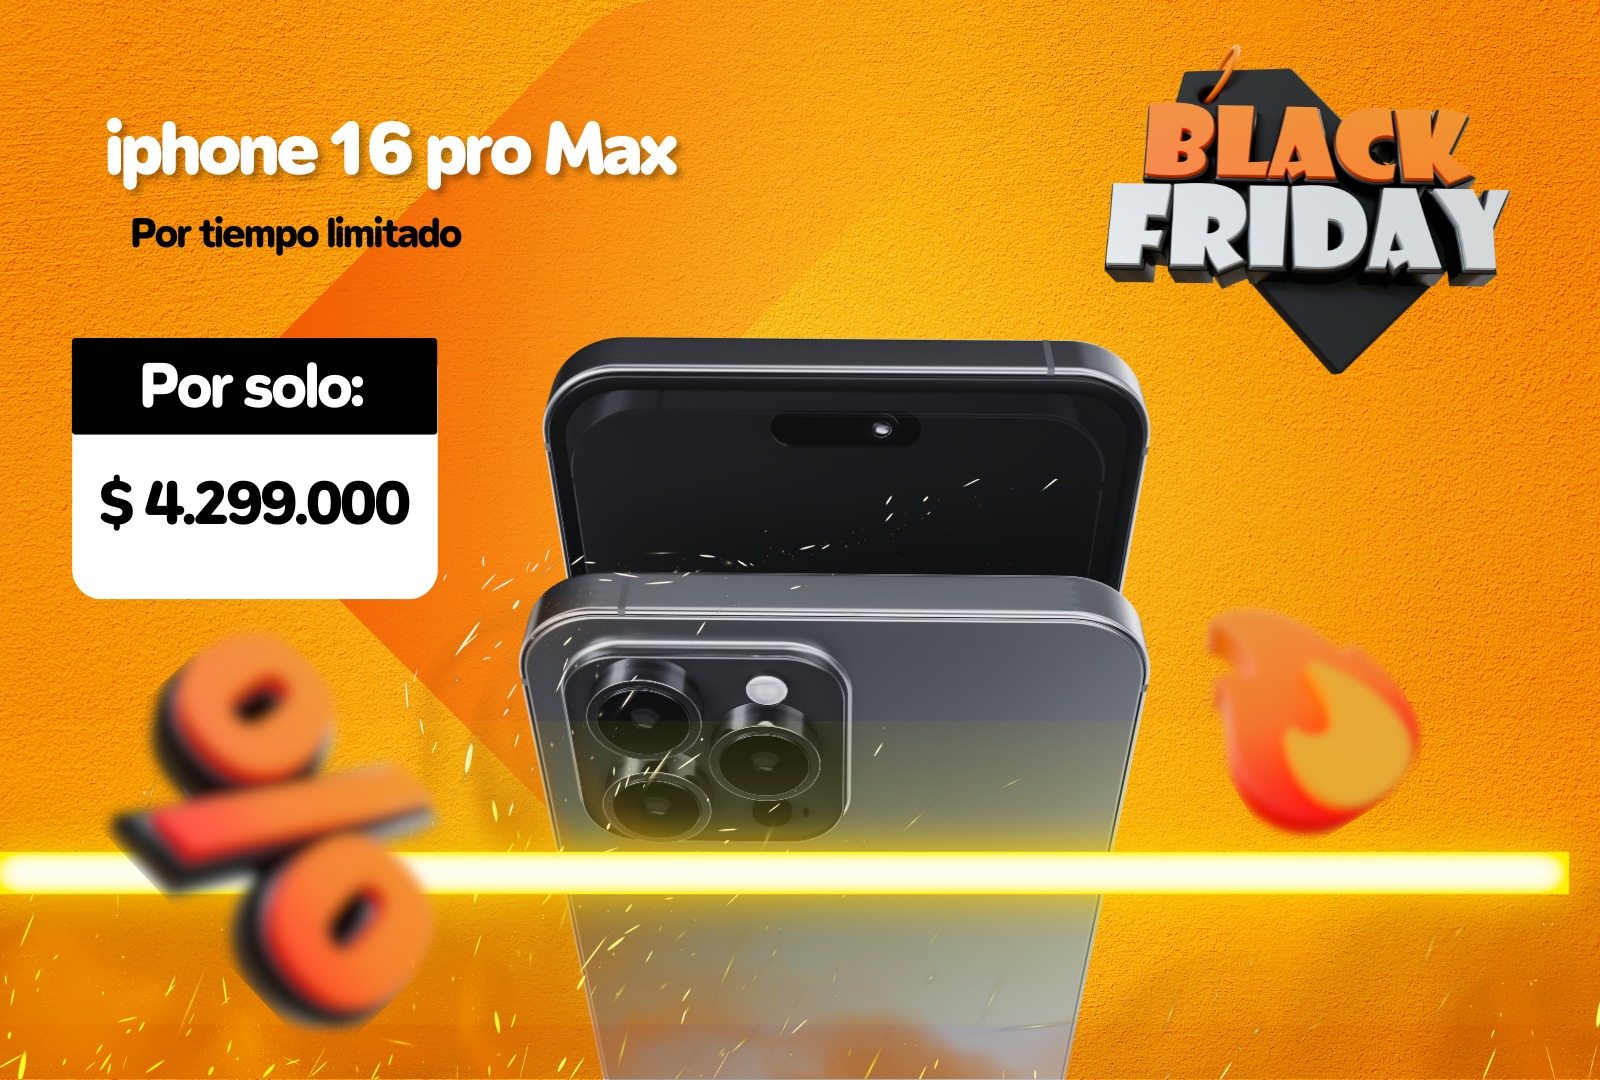 iphone 16 pro Max
Por tiempo limitado
BLACK
FRIDAY
Por solo:
$ 4.299.000
%